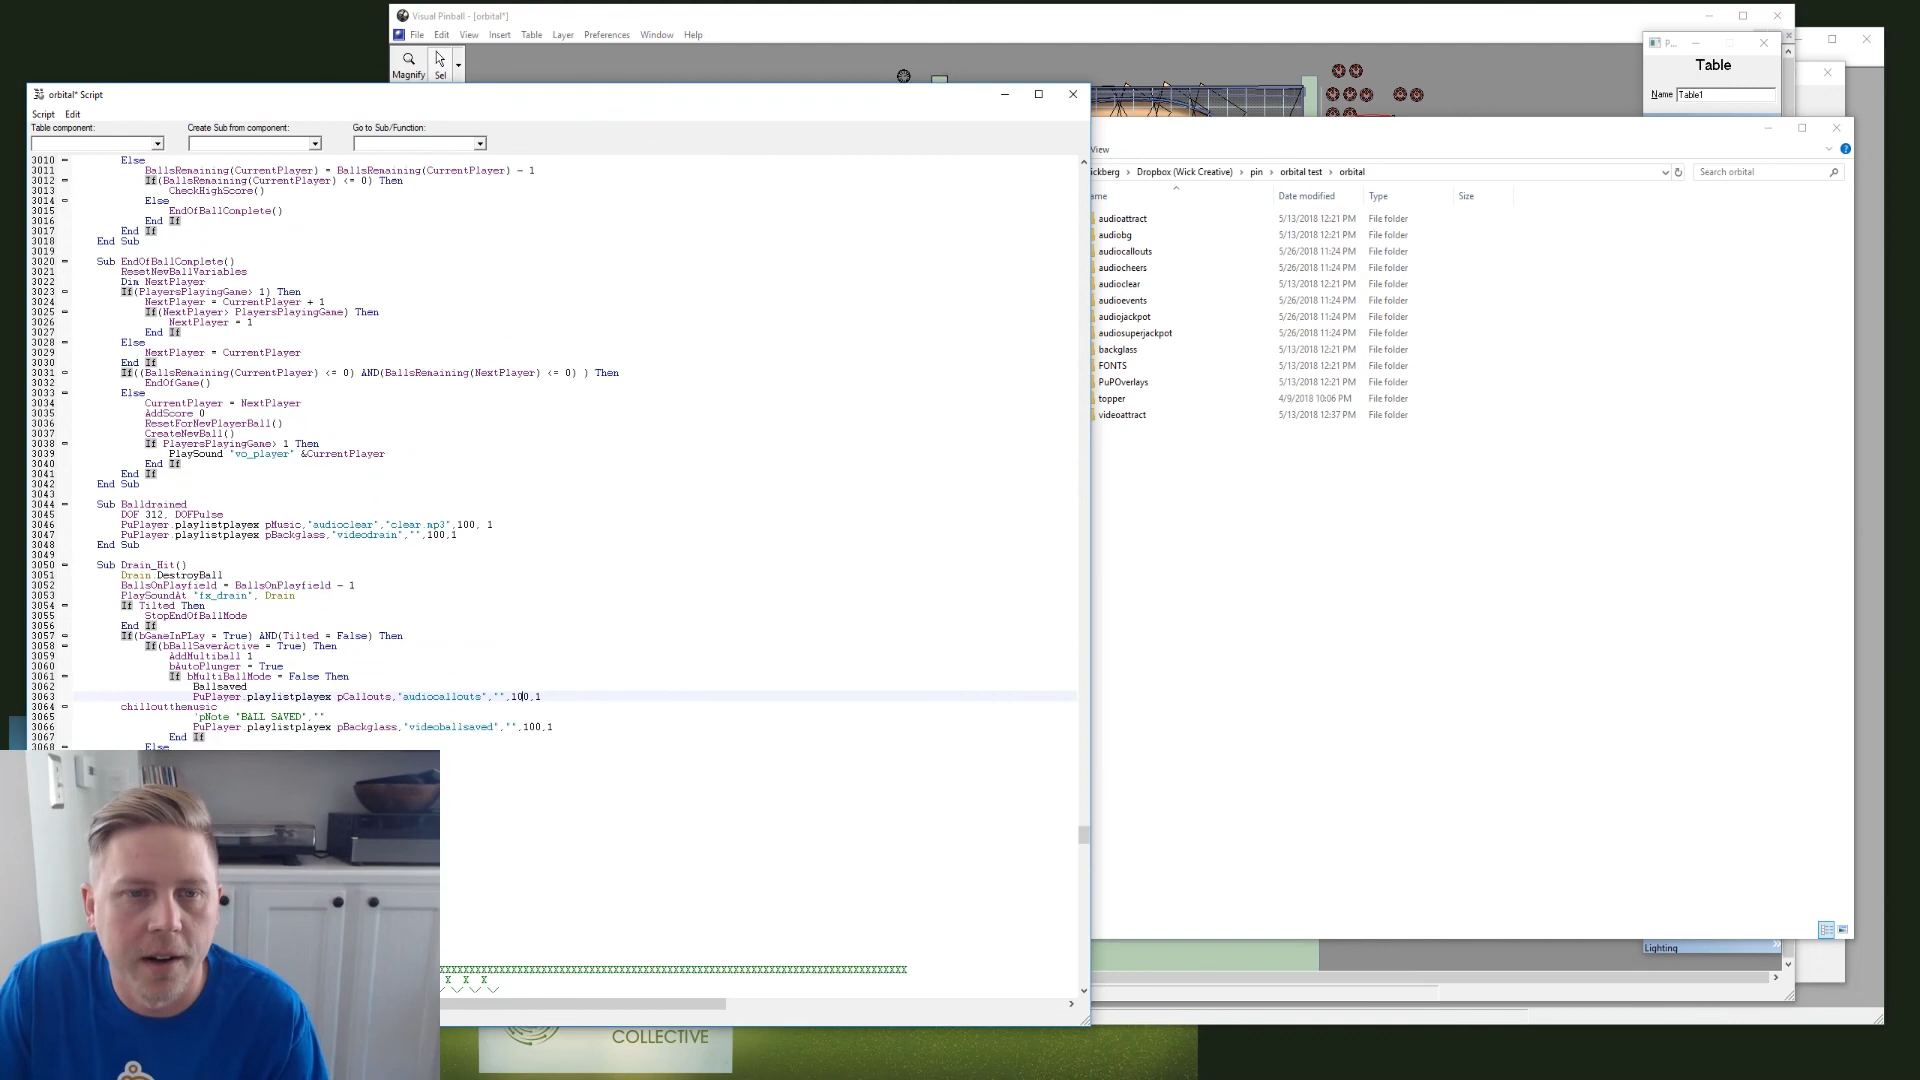 Visual Pinball - [orbital*]
File Edit View Insert Table Layer Preferences Window Help
Magnify Sel
Table
Name Table1
orbital* Script
Script Edit
Table component: Create Sub from component: Go to Sub/Function:
3010 Else
3011 BallsRemaining(CurrentPlayer) = BallsRemaining(CurrentPlayer) - 1
3012 If(BallsRemaining(CurrentPlayer) <= 0) Then
3013 CheckHighScore()
3014 Else
3015 EndOfBallComplete()
3016 End If
3017 End If
3018 End Sub
3019
3020 Sub EndOfBallComplete()
3021 ResetNewBallVariables
3022 Dim NextPlayer
3023 If(PlayersPlayingGame> 1) Then
3024 NextPlayer = CurrentPlayer + 1
3025 If(NextPlayer> PlayersPlayingGame) Then
3026 NextPlayer = 1
3027 End If
3028 Else
3029 NextPlayer = CurrentPlayer
3030 End If
3031 If((BallsRemaining(CurrentPlayer) <= 0) AND(BallsRemaining(NextPlayer) <= 0) ) Then
3032 EndOfGame()
3033 Else
3034 CurrentPlayer = NextPlayer
3035 AddScore 0
3036 ResetForNewPlayerBall()
3037 CreateNewBall()
3038 If PlayersPlayingGame> 1 Then
3039 PlaySound "vo_player" &CurrentPlayer
3040 End If
3041 End If
3042 End Sub
3043
3044 Sub Balldrained
3045 DOF 312, DOFPulse
3046 PuPlayer.playlistplayex pMusic,"audioclear","clear.mp3",100, 1
3047 PuPlayer.playlistplayex pBackglass,"videodrain","",100,1
3048 End Sub
3049
3050 Sub Drain_Hit()
3051 Drain.DestroyBall
3052 BallsOnPlayfield = BallsOnPlayfield - 1
3053 PlaySoundAt "fx_drain", Drain
3054 If Tilted Then
3055 StopEndOfBallMode
3056 End If
3057 If(bGameInPLay = True) AND(Tilted = False) Then
3058 If(bBallSaverActive = True) Then
3059 AddMultiball 1
3060 bAutoPlunger = True
3061 If bMultiBallMode = False Then
3062 Ballsaved
3063 PuPlayer.playlistplayex pCallouts,"audiocallouts","",100,1
3064 chilloutthemusic
3065 'pNote "BALL SAVED",""
3066 PuPlayer.playlistplayex pBackglass,"videoballsaved","",100,1
3067 End If
3068 Else
View
ickberg › Dropbox (Wick Creative) › pin › orbital test › orbital Search orbital
ame Date modified Type Size
audioattract 5/13/2018 12:21 PM File folder
audiobg 5/13/2018 12:21 PM File folder
audiocallouts 5/26/2018 11:24 PM File folder
audiocheers 5/26/2018 11:24 PM File folder
audioclear 5/13/2018 12:21 PM File folder
audioevents 5/26/2018 11:24 PM File folder
audiojackpot 5/26/2018 11:24 PM File folder
audiosuperjackpot 5/26/2018 11:24 PM File folder
backglass 5/13/2018 12:21 PM File folder
FONTS 5/13/2018 12:21 PM File folder
PuPOverlays 5/13/2018 12:21 PM File folder
topper 4/9/2018 10:06 PM File folder
videoattract 5/13/2018 12:37 PM File folder
Lighting
COLLECTIVE